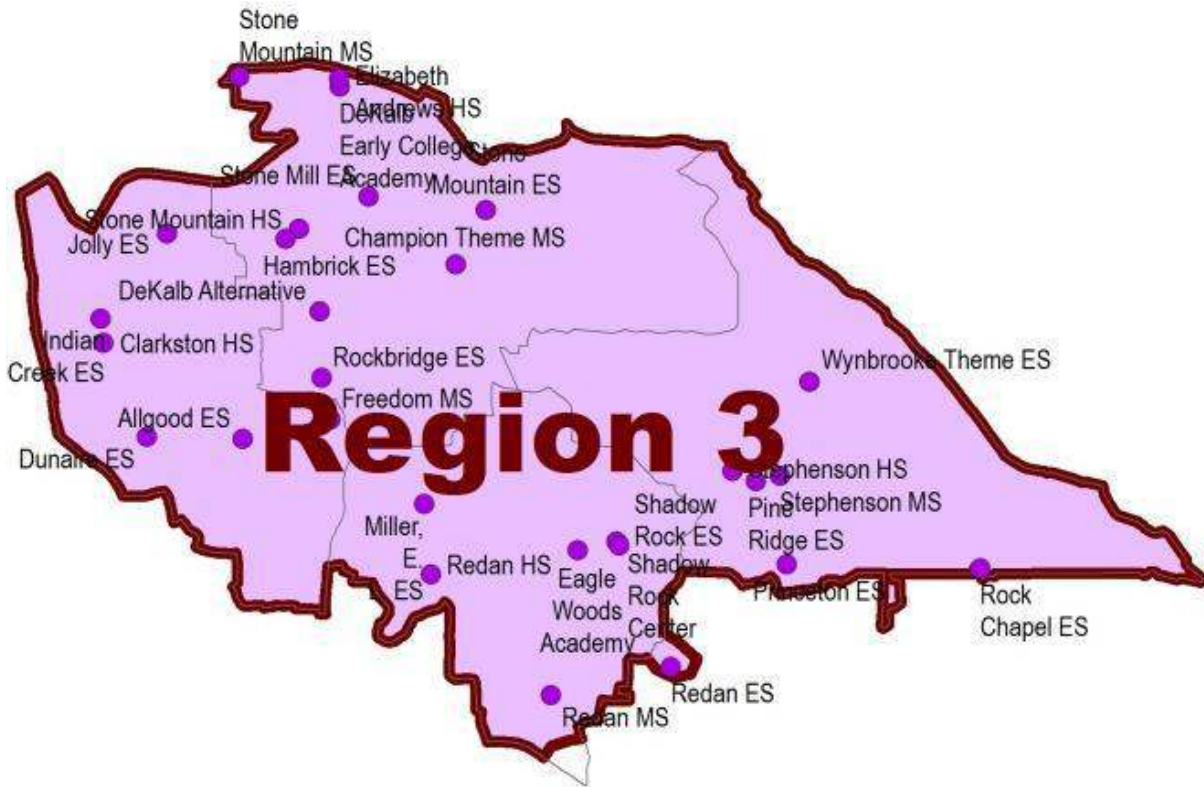 Stone
Mountain MS
Elizabeth
Andrews HS
DeKalb
Early College
Academy
Stone
Mountain ES
Stone Mill ES
Stone Mountain HS
Jolly ES
Champion Theme MS
Hambrick ES
DeKalb Alternative
Indian
Creek ES
Clarkston HS
Rockbridge ES
Wynbrooke Theme ES
Freedom MS
Allgood ES
Dunaire ES
Region 3
Stephenson HS
Stephenson MS
Pine
Ridge ES
Shadow
Rock ES
Miller,
E.
L. ES
Redan HS
Eagle
Woods
Academy
Shadow
Rock
Center
Princeton ES
Rock
Chapel ES
Redan ES
Redan MS